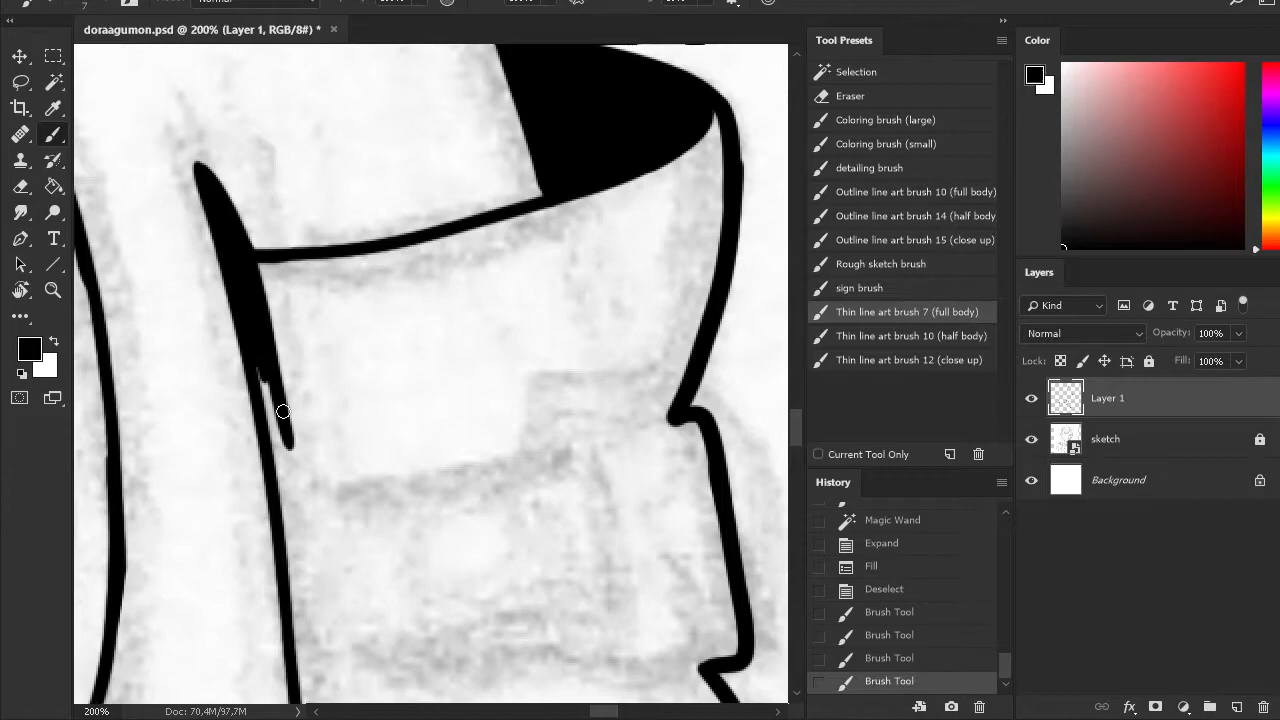 Normal
doraagumon.psd @ 200% (Layer 1, RGB/8#) *
Tool Presets
Selection
Eraser
Coloring brush (large)
Coloring brush (small)
detailing brush
Outline line art brush 10 (full body)
Outline line art brush 14 (half body
Outline line art brush 15 (close up)
Rough sketch brush
sign brush
Thin line art brush 7 (full body)
Thin line art brush 10 (half body)
Thin line art brush 12 (close up)
Current Tool Only
History
Magic Wand
Expand
Fill
Deselect
Brush Tool
Brush Tool
Brush Tool
Brush Tool
Color
Layers
Kind
Normal
Opacity: 100%
Lock:
Fill: 100%
Layer 1
sketch
Background
200%
Doc: 70,4M/97,7M